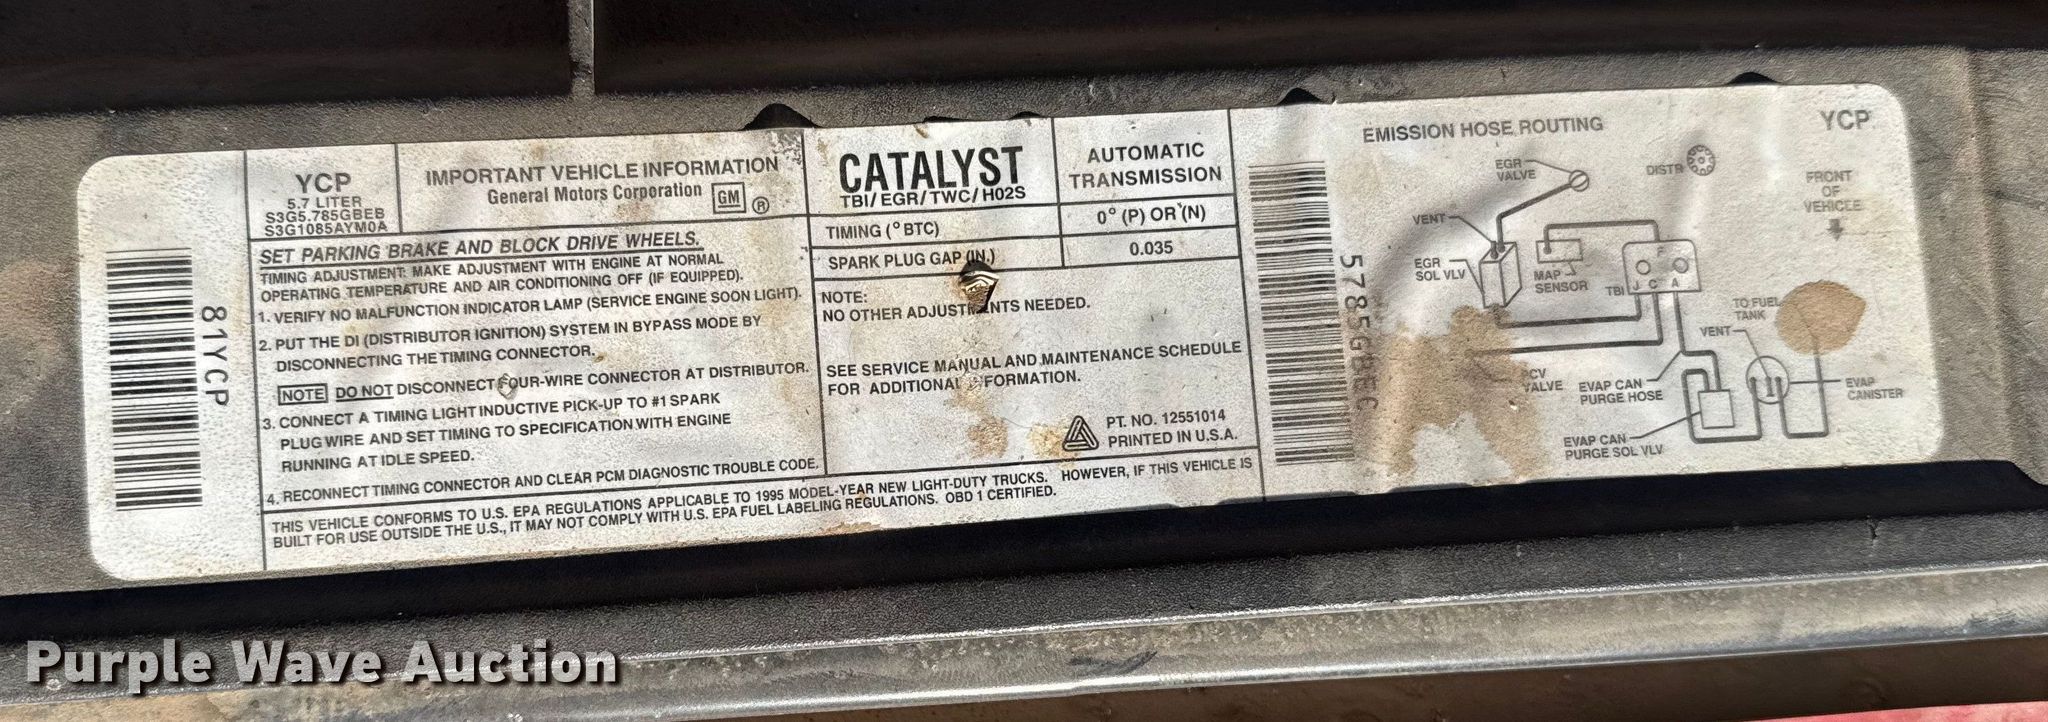 81YCP
YCP
5.7 LITER
S3G5.785GBEB
S3G1085AYM0A
IMPORTANT VEHICLE INFORMATION
General Motors Corporation GM ®
SET PARKING BRAKE AND BLOCK DRIVE WHEELS.
TIMING ADJUSTMENT: MAKE ADJUSTMENT WITH ENGINE AT NORMAL
OPERATING TEMPERATURE AND AIR CONDITIONING OFF (IF EQUIPPED).
1. VERIFY NO MALFUNCTION INDICATOR LAMP (SERVICE ENGINE SOON LIGHT).
2. PUT THE DI (DISTRIBUTOR IGNITION) SYSTEM IN BYPASS MODE BY
DISCONNECTING THE TIMING CONNECTOR.
NOTE DO NOT DISCONNECT FOUR-WIRE CONNECTOR AT DISTRIBUTOR.
3. CONNECT A TIMING LIGHT INDUCTIVE PICK-UP TO #1 SPARK
PLUG WIRE AND SET TIMING TO SPECIFICATION WITH ENGINE
RUNNING AT IDLE SPEED.
4. RECONNECT TIMING CONNECTOR AND CLEAR PCM DIAGNOSTIC TROUBLE CODE.
CATALYST
TBI/EGR/TWC/HO2S
AUTOMATIC
TRANSMISSION
TIMING (°BTC)
0° (P) OR (N)
SPARK PLUG GAP (IN.)
0.035
NOTE:
NO OTHER ADJUSTMENTS NEEDED.
SEE SERVICE MANUAL AND MAINTENANCE SCHEDULE
FOR ADDITIONAL INFORMATION.
PT. NO. 12551014
PRINTED IN U.S.A.
THIS VEHICLE CONFORMS TO U.S. EPA REGULATIONS APPLICABLE TO 1995 MODEL-YEAR NEW LIGHT-DUTY TRUCKS. HOWEVER, IF THIS VEHICLE IS
BUILT FOR USE OUTSIDE THE U.S., IT MAY NOT COMPLY WITH U.S. EPA FUEL LABELING REGULATIONS. OBD 1 CERTIFIED.
5785GBEC
EMISSION HOSE ROUTING
YCP
EGR
VALVE
DISTR
FRONT
OF
VEHICLE
VENT
EGR
SOL VLV
MAP
SENSOR
TBI
F
J C A
TO FUEL
TANK
VENT
PCV
VALVE
EVAP CAN
PURGE HOSE
EVAP
CANISTER
EVAP CAN
PURGE SOL VLV
Purple Wave Auction